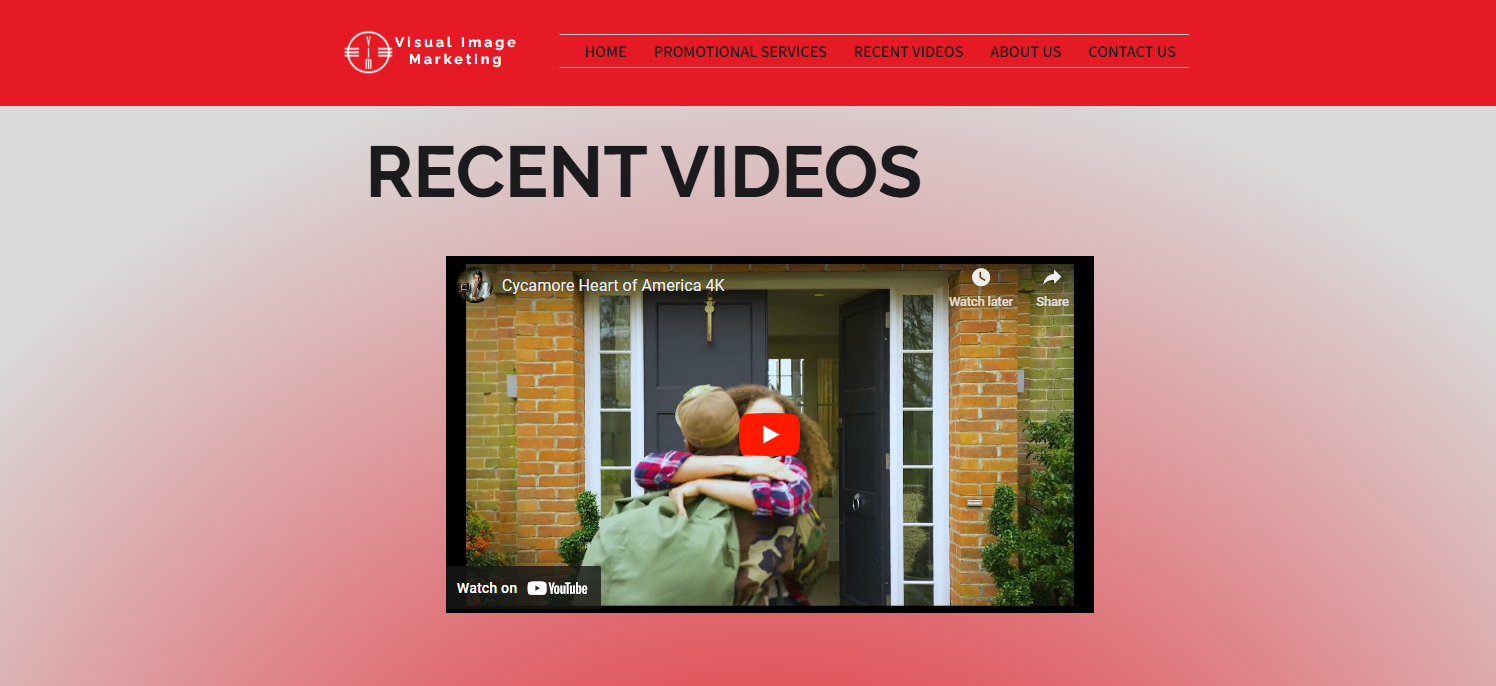 Visual Image
Marketing
HOME PROMOTIONAL SERVICES RECENT VIDEOS ABOUT US CONTACT US
RECENT VIDEOS
Cycamore Heart of America 4K
Watch later Share
Watch on YouTube